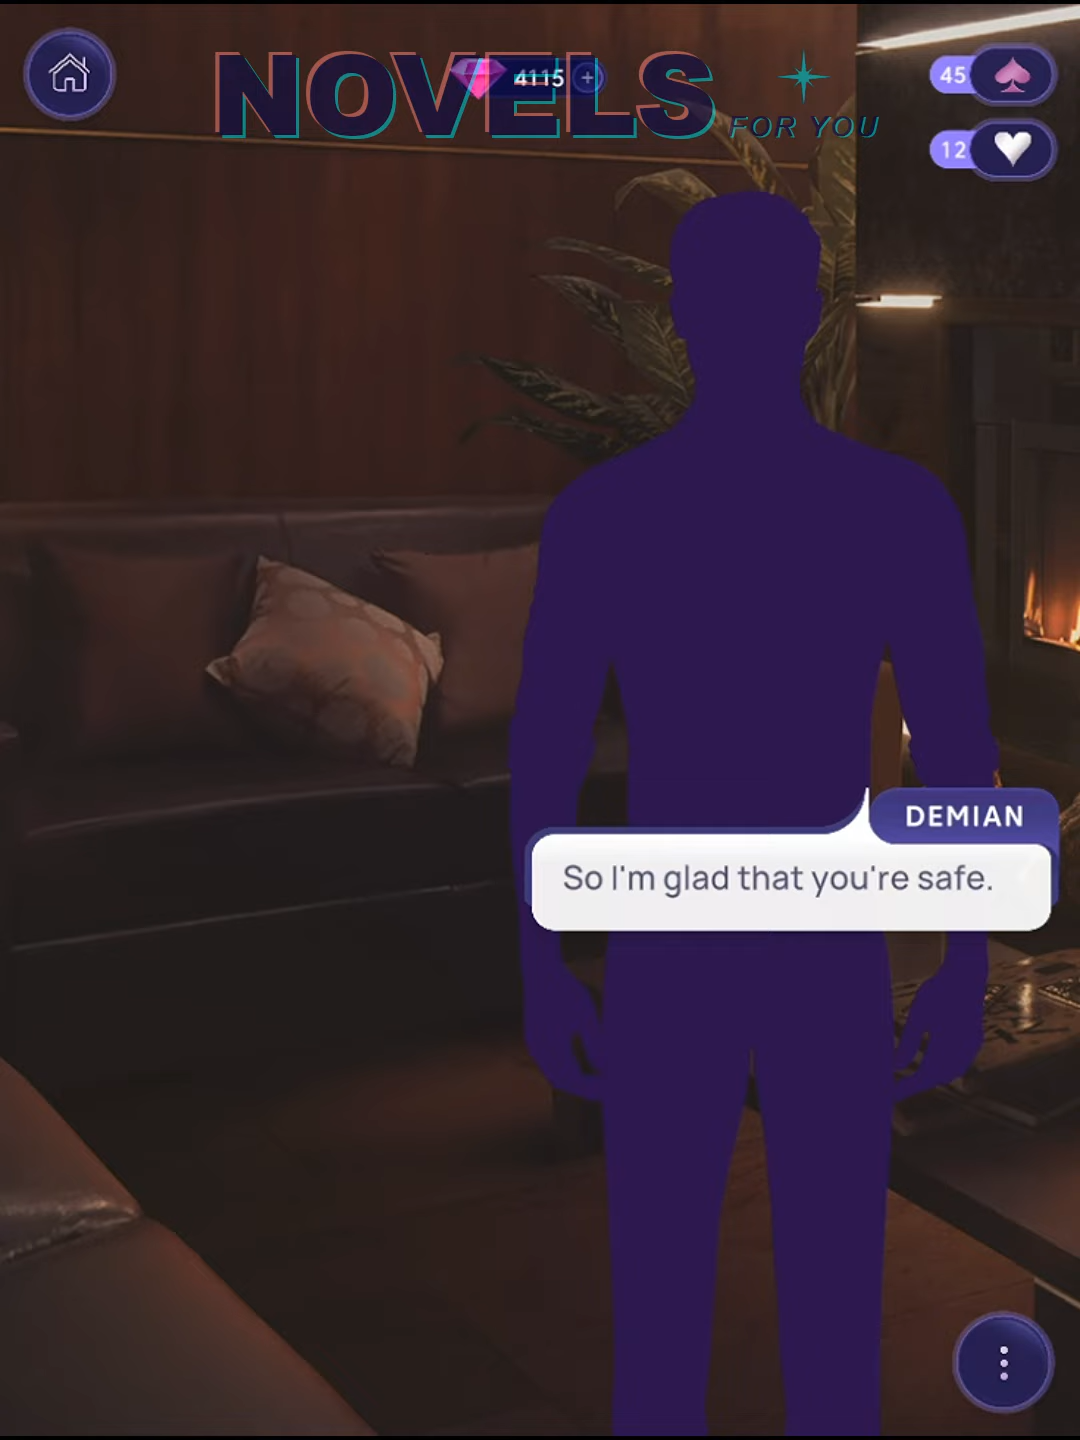 NOVELS
FOR YOU
4115
45
12
DEMIAN
So I'm glad that you're safe.